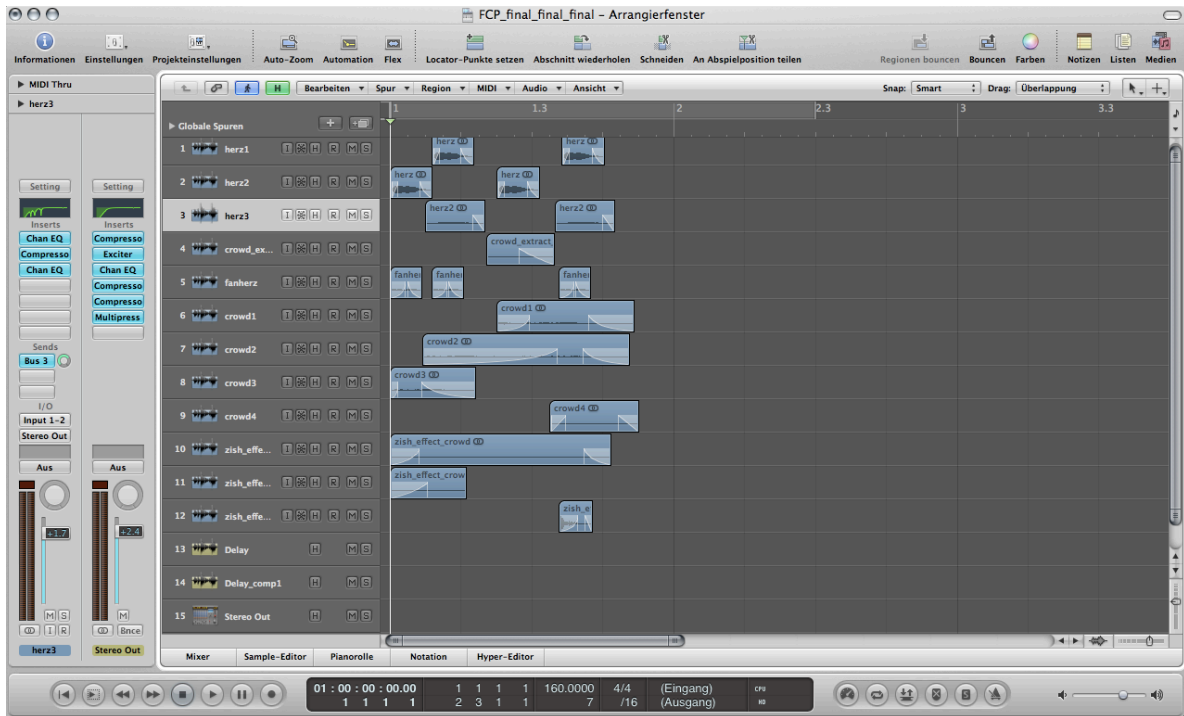 FCP_final_final_final – Arrangierfenster
Informationen Einstellungen Projekteinstellungen Auto-Zoom Automation Flex Locator-Punkte setzen Abschnitt wiederholen Schneiden An Abspielposition teilen Regionen bouncen Bouncen Farben Notizen Listen Medien
MIDI Thru
herz3
H Bearbeiten Spur Region MIDI Audio Ansicht Snap: Smart Drag: Überlappung
1 1.3 2 2.3 3 3.3
Globale Spuren
1 herz1 I H R M S herz herz
2 herz2 I H R M S herz herz
3 herz3 I H R M S herz2 herz2
4 crowd_ex... I H R M S crowd_extract_
5 fanherz I H R M S fanher fanher fanher
6 crowd1 I H R M S crowd1
7 crowd2 I H R M S crowd2
8 crowd3 I H R M S crowd3
9 crowd4 I H R M S crowd4
10 zish_effe... I H R M S zish_effect_crowd
11 zish_effe... I H R M S zish_effect_crow
12 zish_effe... I H R M S zish_e
13 Delay H M S
14 Delay_comp1 H M S
15 Stereo Out H M S
Setting Setting
Inserts Inserts
Chan EQ Compresso
Compresso Exciter
Chan EQ Chan EQ
Compresso
Compresso
Multipress
Sends
Bus 3
I/O
Input 1-2
Stereo Out
Aus Aus
+1.7 +2.4
M S M
I R Bnce
herz3 Stereo Out
Mixer Sample-Editor Pianorolle Notation Hyper-Editor
01 : 00 : 00 : 00.00 1 1 1 1 160.0000 4/4 (Eingang) CPU
1 1 1 1 2 3 1 1 7 /16 (Ausgang) HD